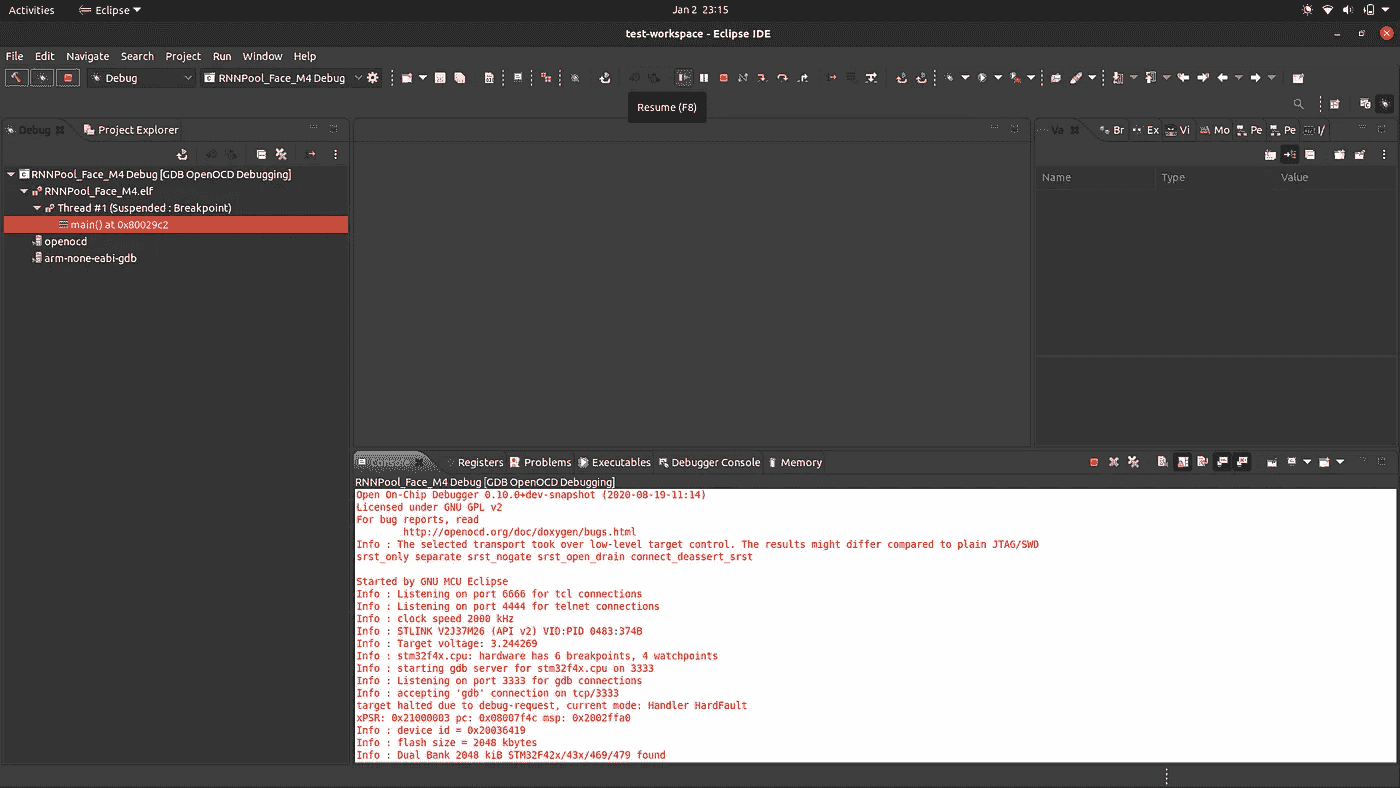 Activities Eclipse Jan 2 23:15
test-workspace - Eclipse IDE
File Edit Navigate Search Project Run Window Help
Debug RNNPool_Face_M4 Debug
Resume (F8)
Debug Project Explorer
Va Br Ex Vi Mo Pe Pe I/
Name Type Value
RNNPool_Face_M4 Debug [GDB OpenOCD Debugging]
RNNPool_Face_M4.elf
Thread #1 (Suspended : Breakpoint)
main() at 0x80029c2
openocd
arm-none-eabi-gdb
Console Registers Problems Executables Debugger Console Memory
RNNPool_Face_M4 Debug [GDB OpenOCD Debugging]
Open On-Chip Debugger 0.10.0+dev-snapshot (2020-08-19-11:14)
Licensed under GNU GPL v2
For bug reports, read
http://openocd.org/doc/doxygen/bugs.html
Info : The selected transport took over low-level target control. The results might differ compared to plain JTAG/SWD
srst_only separate srst_nogate srst_open_drain connect_deassert_srst
Started by GNU MCU Eclipse
Info : Listening on port 6666 for tcl connections
Info : Listening on port 4444 for telnet connections
Info : clock speed 2000 kHz
Info : STLINK V2J37M26 (API v2) VID:PID 0483:374B
Info : Target voltage: 3.244269
Info : stm32f4x.cpu: hardware has 6 breakpoints, 4 watchpoints
Info : starting gdb server for stm32f4x.cpu on 3333
Info : Listening on port 3333 for gdb connections
Info : accepting 'gdb' connection on tcp/3333
target halted due to debug-request, current mode: Handler HardFault
xPSR: 0x21000003 pc: 0x08007f4c msp: 0x2002ffa0
Info : device id = 0x20036419
Info : flash size = 2048 kbytes
Info : Dual Bank 2048 kiB STM32F42x/43x/469/479 found